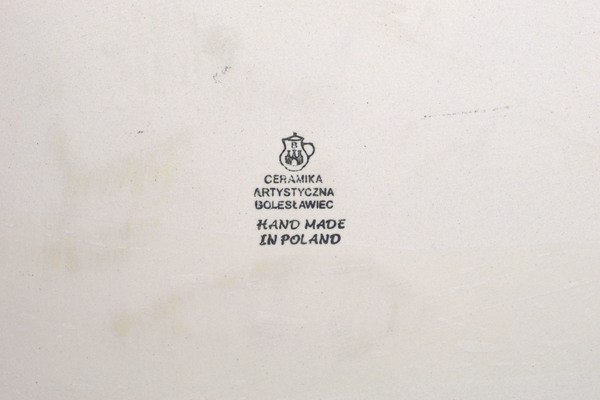 B
CERAMIKA
ARTYSTYCZNA
BOLESŁAWIEC
HAND MADE
IN POLAND